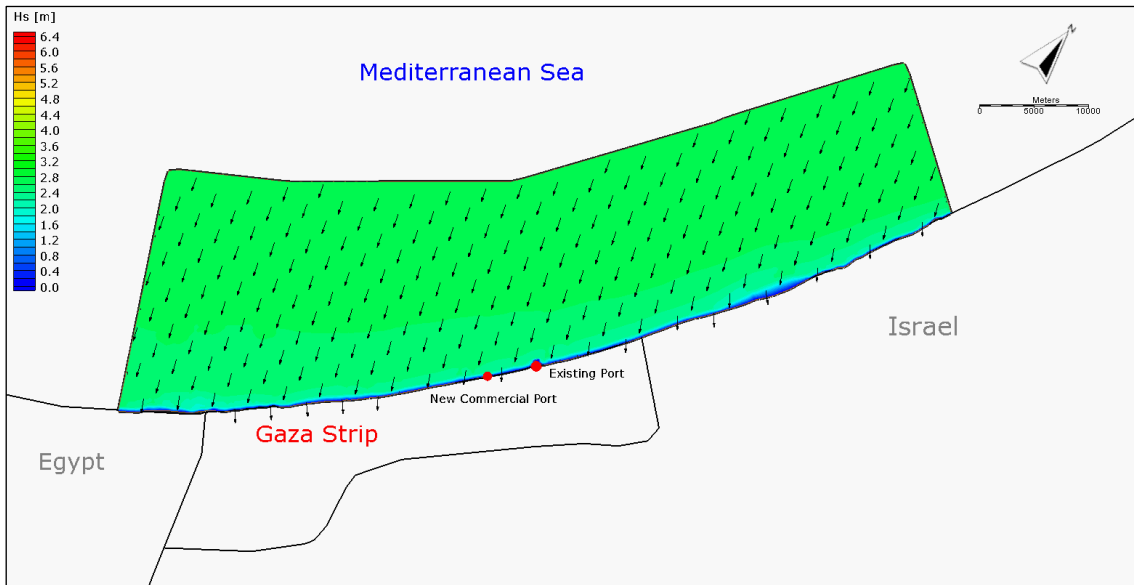 Hs [m]
6.4
6.0
5.6
5.2
4.8
4.4
4.0
3.6
3.2
2.8
2.4
2.0
1.6
1.2
0.8
0.4
0.0
Mediterranean Sea
N
Meters
0 5000 10000
Israel
Existing Port
New Commercial Port
Gaza Strip
Egypt